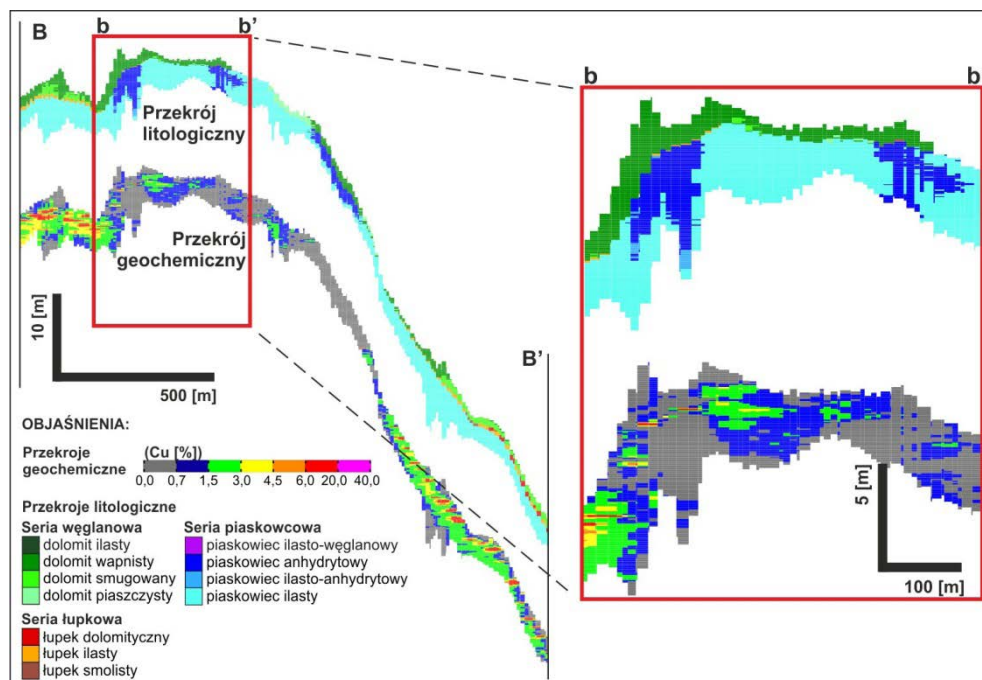 B
b
b'
Przekrój
litologiczny
Przekrój
geochemiczny
10 [m]
500 [m]
B'
OBJAŚNIENIA:
Przekroje
geochemiczne
(Cu [%])
0,0 0,7 1,5 3,0 4,5 6,0 20,0 40,0
Przekroje litologiczne
Seria węglanowa
dolomit ilasty
dolomit wapnisty
dolomit smugowany
dolomit piaszczysty
Seria łupkowa
łupek dolomityczny
łupek ilasty
łupek smolisty
Seria piaskowcowa
piaskowiec ilasto-węglanowy
piaskowiec anhydrytowy
piaskowiec ilasto-anhydrytowy
piaskowiec ilasty
b
b
5 [m]
100 [m]